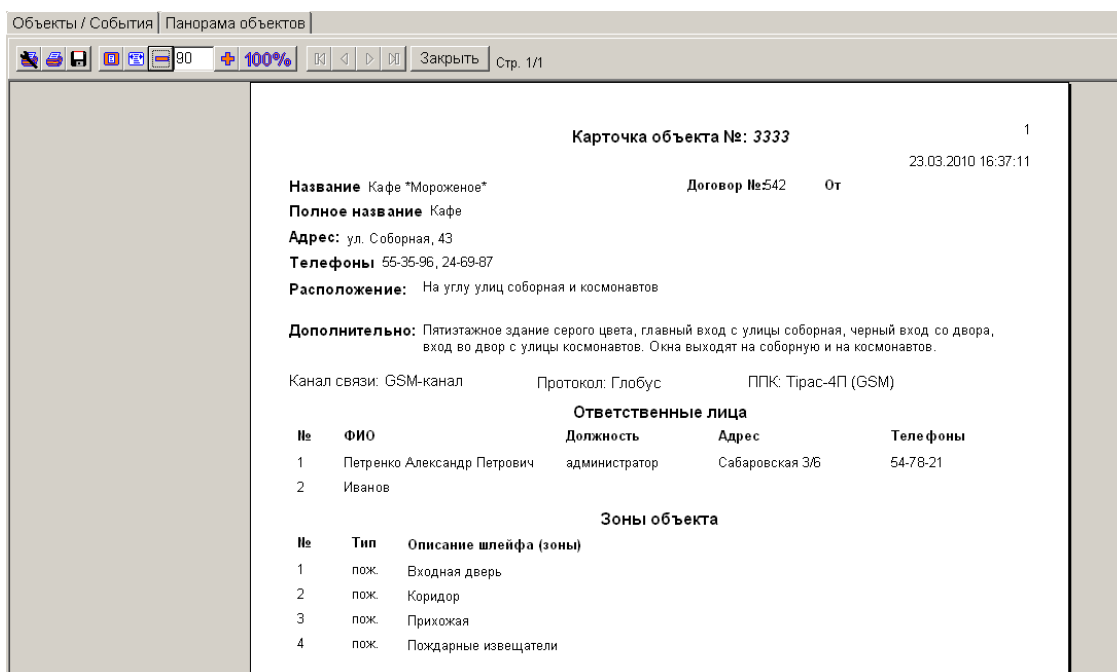 Объекты / События Панорама объектов
90 100% Закрыть Стр. 1/1
1
Карточка объекта №: 3333
23.03.2010 16:37:11
Название Кафе *Мороженое* Договор №:542 От
Полное название Кафе
Адрес: ул. Соборная, 43
Телефоны 55-35-96, 24-69-87
Расположение: На углу улиц соборная и космонавтов
Дополнительно: Пятиэтажное здание серого цвета, главный вход с улицы соборная, черный вход со двора,
вход во двор с улицы космонавтов. Окна выходят на соборную и на космонавтов.
Канал связи: GSM-канал Протокол: Глобус ППК: Тірас-4П (GSM)
Ответственные лица
№ ФИО Должность Адрес Телефоны
1 Петренко Александр Петрович администратор Сабаровская 3/6 54-78-21
2 Иванов
Зоны объекта
№ Тип Описание шлейфа (зоны)
1 пож. Входная дверь
2 пож. Коридор
3 пож. Прихожая
4 пож. Пождарные извещатели